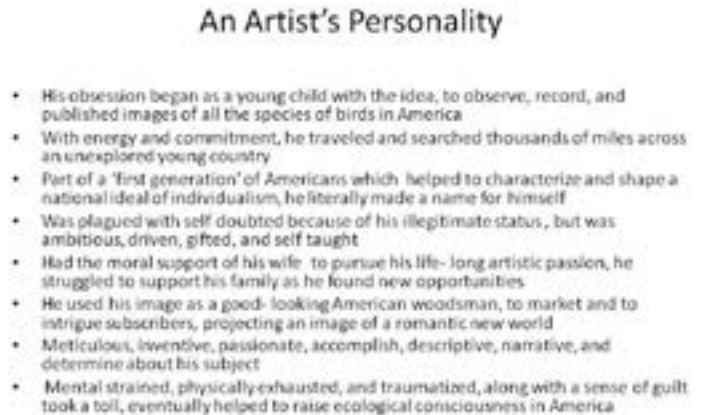 An Artist's Personality
• His obsession began as a young child with the idea, to observe, record, and
published images of all the species of birds in America
• With energy and commitment, he traveled and searched thousands of miles across
an unexplored young country
• Part of a 'first generation' of Americans which helped to characterize and shape a
national ideal of individualism, he literally made a name for himself
• Was plagued with self doubted because of his illegitimate status, but was
ambitious, driven, gifted, and self taught
• Had the moral support of his wife to pursue his life- long artistic passion, he
struggled to support his family as he found new opportunities
• He used his image as a good- looking American woodsman, to market and to
intrigue subscribers, projecting an image of a romantic new world
• Meticulous, inventive, passionate, accomplish, descriptive, narrative, and
determine about his subject
• Mental strained, physically exhausted, and traumatized, along with a sense of guilt
took a toll, eventually helped to raise ecological consciousness in America